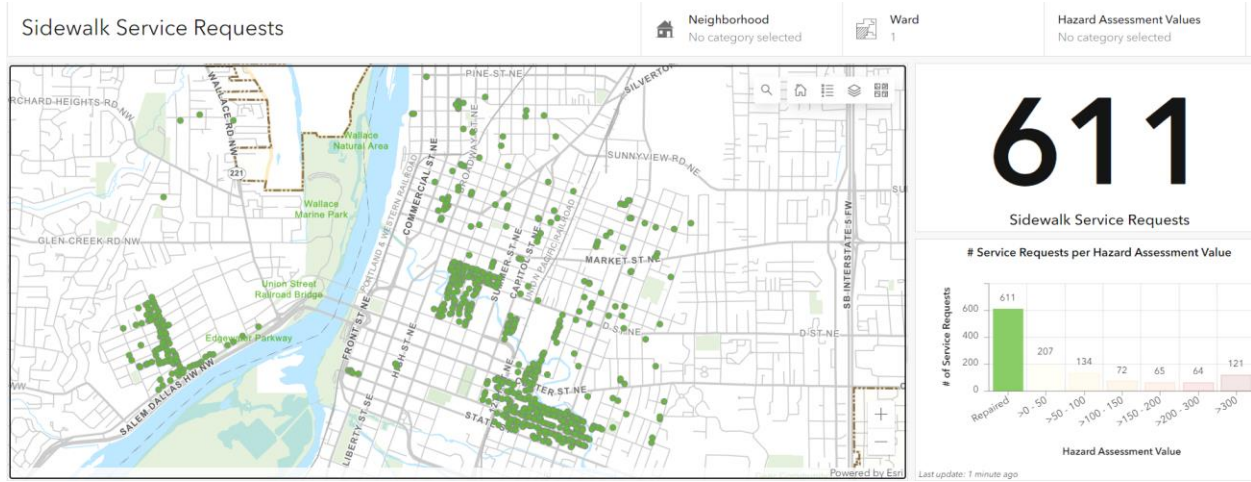 Sidewalk Service Requests
Neighborhood
No category selected
Ward
1
Hazard Assessment Values
No category selected
PINE ST NE
SILVERTO
RCHARD HEIGHTS RD NW
WALLACE RD NW
221
Wallace
Natural Area
BROADWAY ST NE
SUNNYVIEW RD NE
COMMERCIAL ST NE
PORTLAND & WESTERN RAILROAD
Wallace
Marine Park
GLEN CREEK RD NW
SUMMER ST NE
CAPITOL ST NE
UNION PACIFIC RAILROAD
MARKET ST NE
SB INTERSTATE 5 FW
Union Street
Railroad Bridge
Edgewater Parkway
FRONT ST NE
HIGH ST NE
D ST NE
D ST NE
SALEM DALLAS HW NW
LIBERTY ST SE
STATE
TER ST NE
+
−
Powered by Esri
611
Sidewalk Service Requests
# Service Requests per Hazard Assessment Value
# of Service Requests
600
400
200
0
611
207
134
72
65
64
121
Repaired
>0 - 50
>50 - 100
>100 - 150
>150 - 200
>200 - 300
>300
Hazard Assessment Value
Last update: 1 minute ago